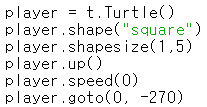 player = t.Turtle()
player.shape("square")
player.shapesize(1,5)
player.up()
player.speed(0)
player.goto(0, -270)